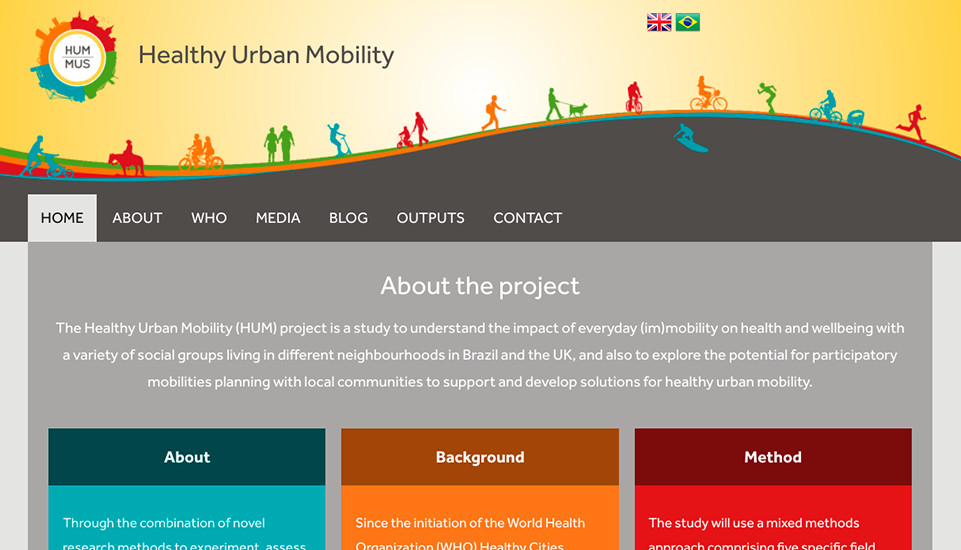 HUM
MUS
Healthy Urban Mobility
HOME ABOUT WHO MEDIA BLOG OUTPUTS CONTACT
About the project
The Healthy Urban Mobility (HUM) project is a study to understand the impact of everyday (im)mobility on health and wellbeing with
a variety of social groups living in different neighbourhoods in Brazil and the UK, and also to explore the potential for participatory
mobilities planning with local communities to support and develop solutions for healthy urban mobility.
About
Through the combination of novel
research methods to experiment, assess
Background
Since the initiation of the World Health
Organization (WHO) Healthy Cities
Method
The study will use a mixed methods
approach comprising five specific field